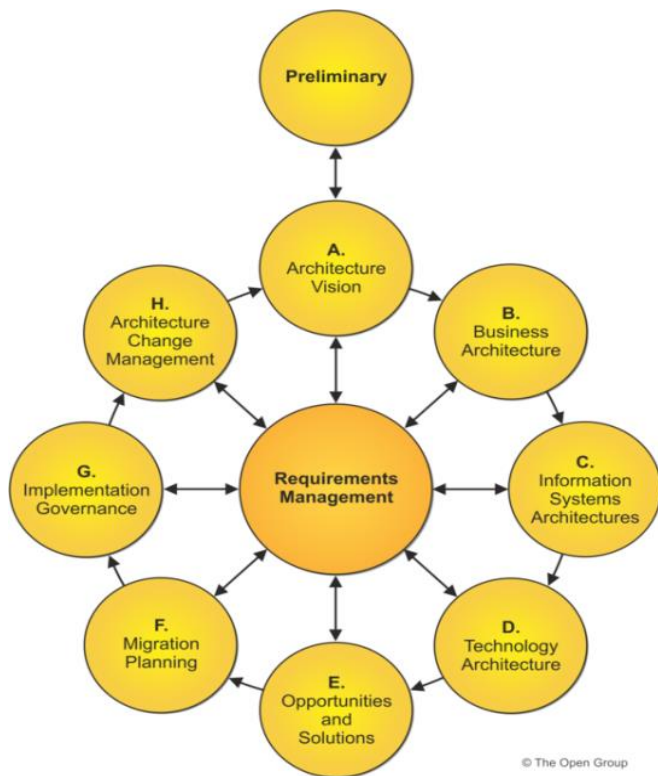 Preliminary
A.
Architecture
Vision
B.
Business
Architecture
C.
Information
Systems
Architectures
D.
Technology
Architecture
E.
Opportunities
and
Solutions
F.
Migration
Planning
G.
Implementation
Governance
H.
Architecture
Change
Management
Requirements
Management
© The Open Group